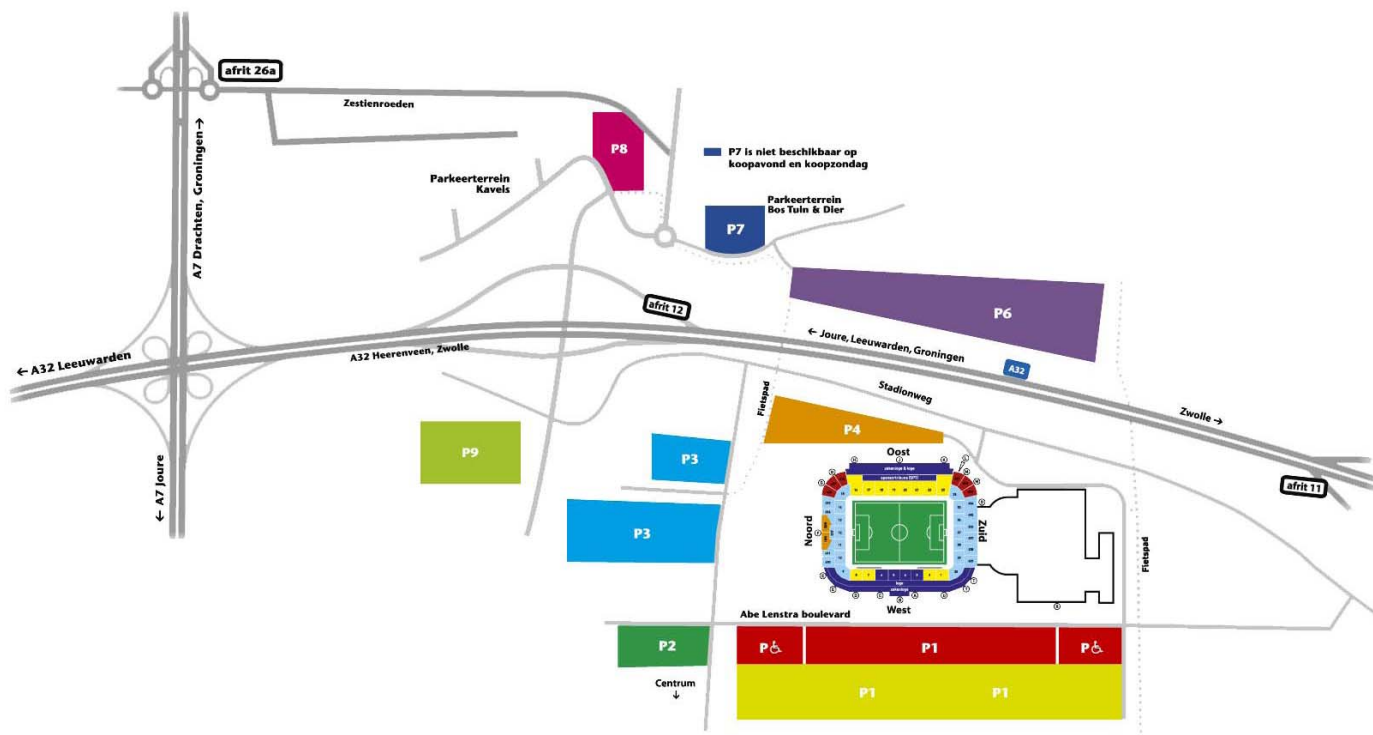 afrit 26a
Zestienroeden
P8
P7 is niet beschikbaar op
koopavond en koopzondag
Parkeerterrein
Kavels
Parkeerterrein
Bos Tuin & Dier
P7
A7 Drachten, Groningen →
afrit 12
P6
← Joure, Leeuwarden, Groningen
A32
← A32 Leeuwarden
A32 Heerenveen, Zwolle
Stadionweg
Fietspad
Zwolle →
P4
P9
P3
Oost
afrit 11
← A7 Joure
P3
Noord
Zuid
Fietspad
West
Abe Lenstra boulevard
P2
P
P1
P
Centrum
↓
P1
P1